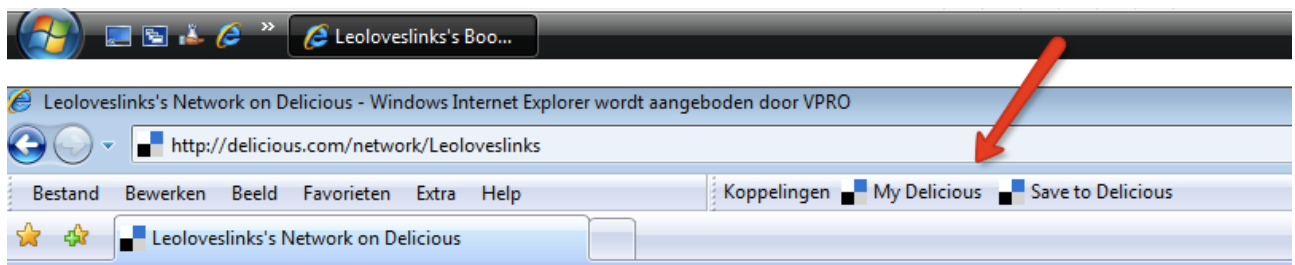 Leoloveslinks's Boo...
Leoloveslinks's Network on Delicious - Windows Internet Explorer wordt aangeboden door VPRO
http://delicious.com/network/Leoloveslinks
Bestand Bewerken Beeld Favorieten Extra Help Koppelingen My Delicious Save to Delicious
Leoloveslinks's Network on Delicious